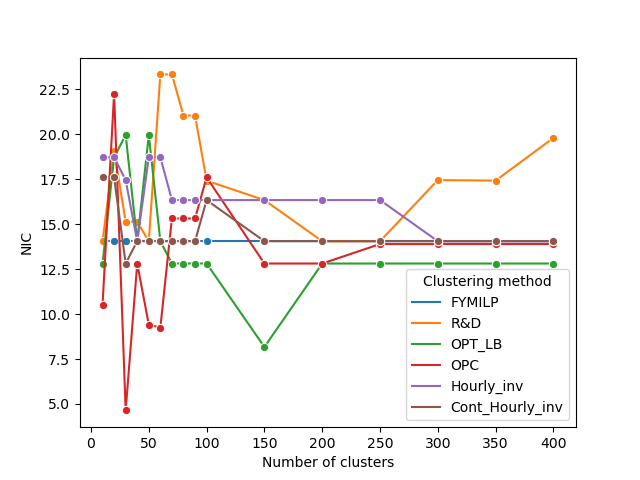 22.5
20.0
17.5
15.0
12.5
10.0
7.5
5.0
NIC
0 50 100 150 200 250 300 350 400
Number of clusters
Clustering method
FYMILP
R&D
OPT_LB
OPC
Hourly_inv
Cont_Hourly_inv